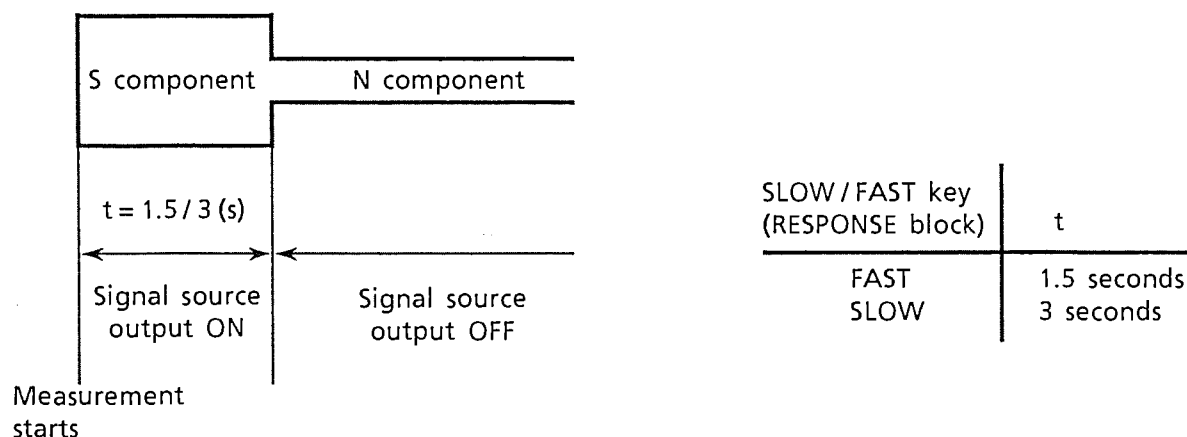 S component
N component
t = 1.5 / 3 (s)
Signal source
output ON
Signal source
output OFF
Measurement
starts
SLOW / FAST key
(RESPONSE block)
t
FAST
1.5 seconds
SLOW
3 seconds